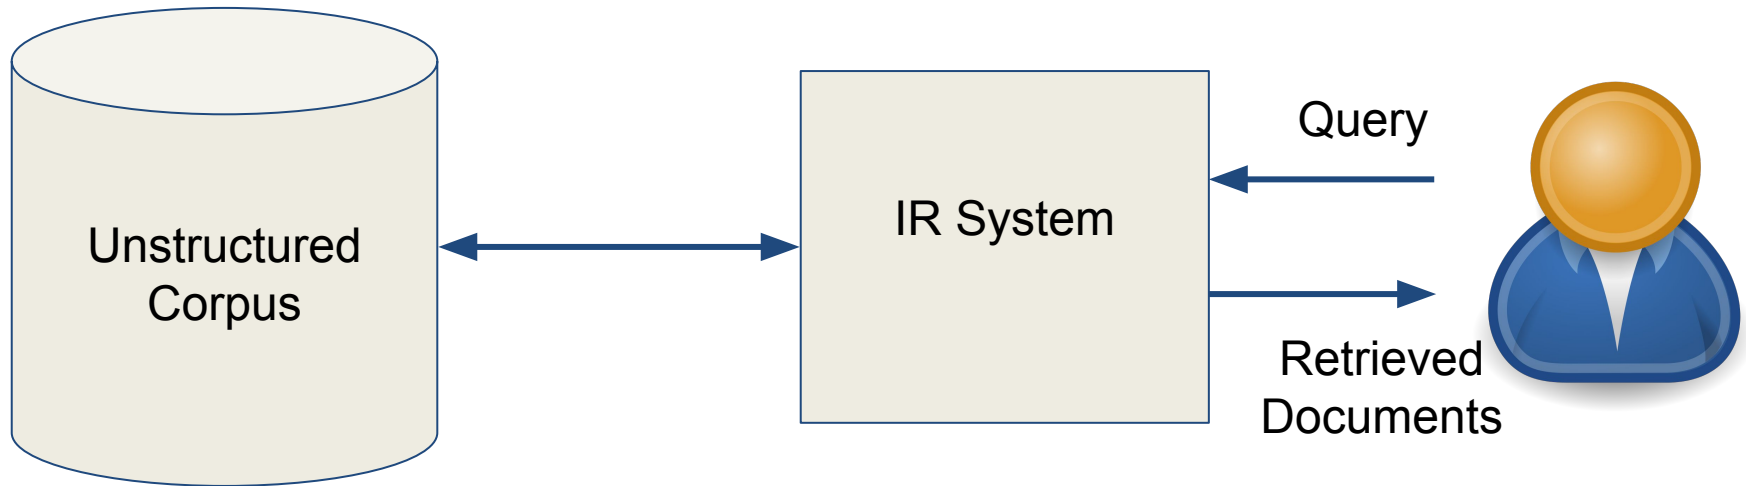 Unstructured
Corpus
IR System
Query
Retrieved
Documents